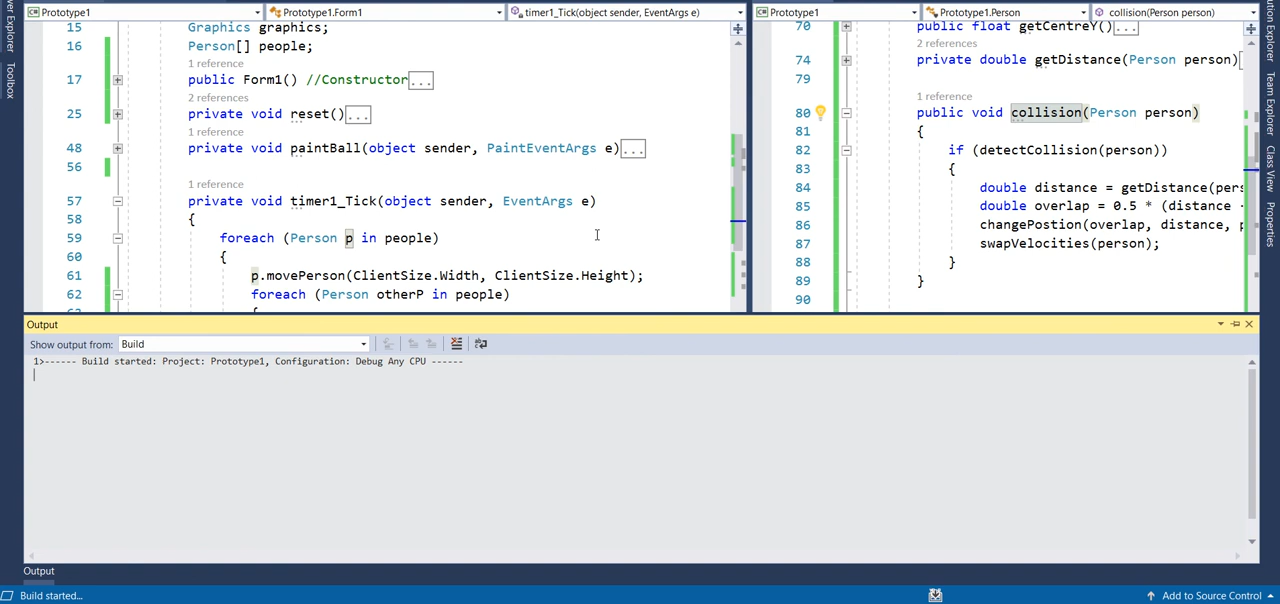 Prototype1
Prototype1.Form1
timer1_Tick(object sender, EventArgs e)
15 Graphics graphics;
16 Person[] people;
1 reference
17 public Form1() //Constructor...
2 references
25 private void reset()...
1 reference
48 private void paintBall(object sender, PaintEventArgs e)...
56
1 reference
57 private void timer1_Tick(object sender, EventArgs e)
58 {
59 foreach (Person p in people)
60 {
61 p.movePerson(ClientSize.Width, ClientSize.Height);
62 foreach (Person otherP in people)
{
Prototype1
Prototype1.Person
collision(Person person)
70 public float getCentreY()...
2 references
74 private double getDistance(Person person)
79
1 reference
80 public void collision(Person person)
81 {
82 if (detectCollision(person))
83 {
84 double distance = getDistance(pers
85 double overlap = 0.5 * (distance -
86 changePostion(overlap, distance, p
87 swapVelocities(person);
88 }
89 }
90
Toolbox
Team Explorer
Class View
Properties
Output
Show output from: Build
1>------ Build started: Project: Prototype1, Configuration: Debug Any CPU ------
Output
Build started...
Add to Source Control